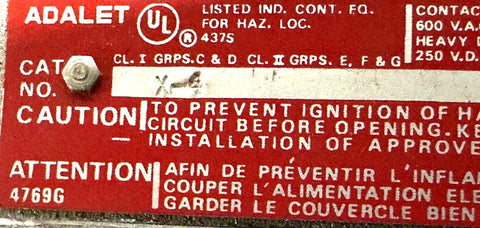 ADALET UL ® LISTED IND. CONT. EQ. CONTAC
FOR HAZ. LOC. 600 V.A.
437S HEAVY D
CL. I GRPS. C & D CL. II GRPS. E, F & G 250 V.D.
CAT
NO.
CAUTION TO PREVENT IGNITION OF HA
CIRCUIT BEFORE OPENING. KE
INSTALLATION OF APPROVE
ATTENTION AFIN DE PRÉVENTIR L'INFLA
4769G COUPER L'ALIMENTATION ELE
GARDER LE COUVERCLE BIEN